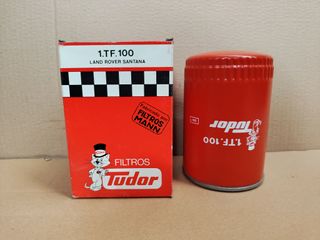 1.TF.100
LAND ROVER SANTANA
Fabricado por
FILTROS
MANN
FILTROS
Tudor
Tudor
1.TF.100